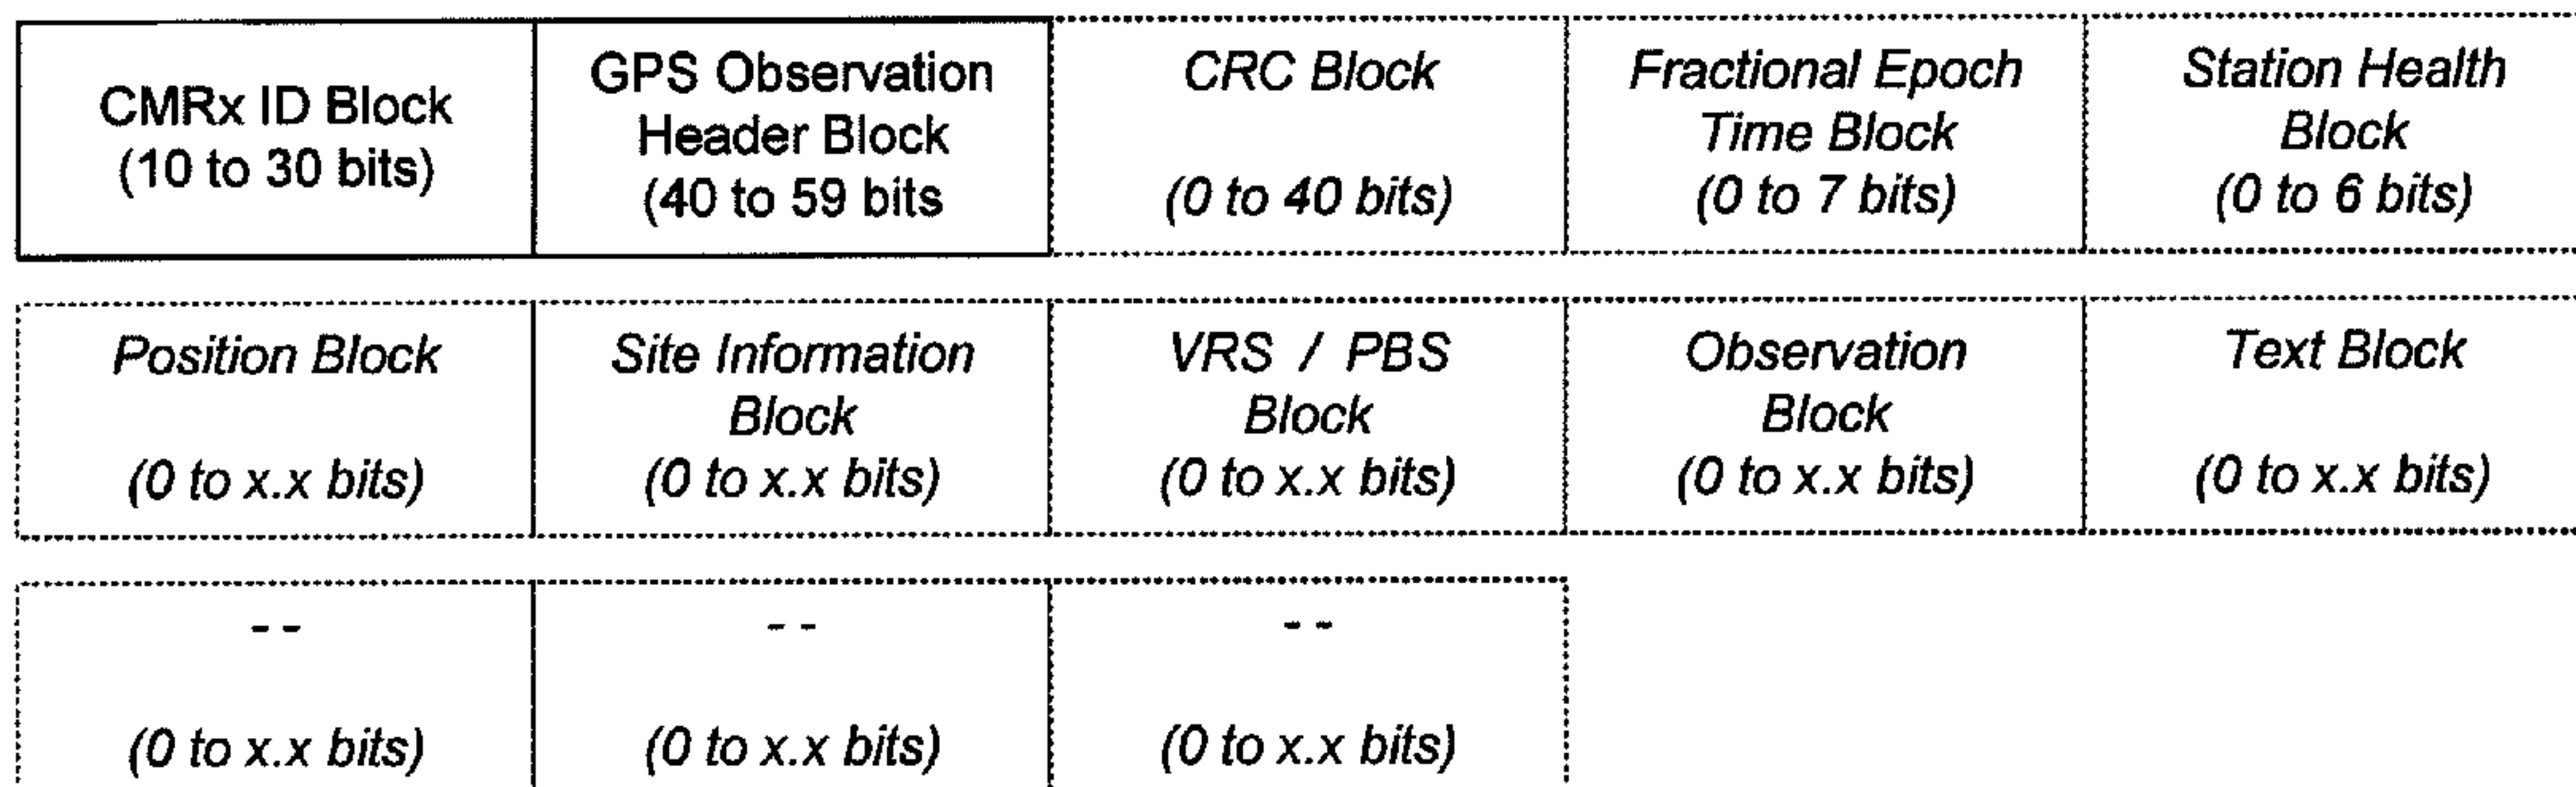 CMRx ID Block
(10 to 30 bits)
GPS Observation
Header Block
(40 to 59 bits
CRC Block
(0 to 40 bits)
Fractional Epoch
Time Block
(0 to 7 bits)
Station Health
Block
(0 to 6 bits)
Position Block
(0 to x.x bits)
Site Information
Block
(0 to x.x bits)
VRS / PBS
Block
(0 to x.x bits)
Observation
Block
(0 to x.x bits)
Text Block
(0 to x.x bits)
--
(0 to x.x bits)
--
(0 to x.x bits)
--
(0 to x.x bits)